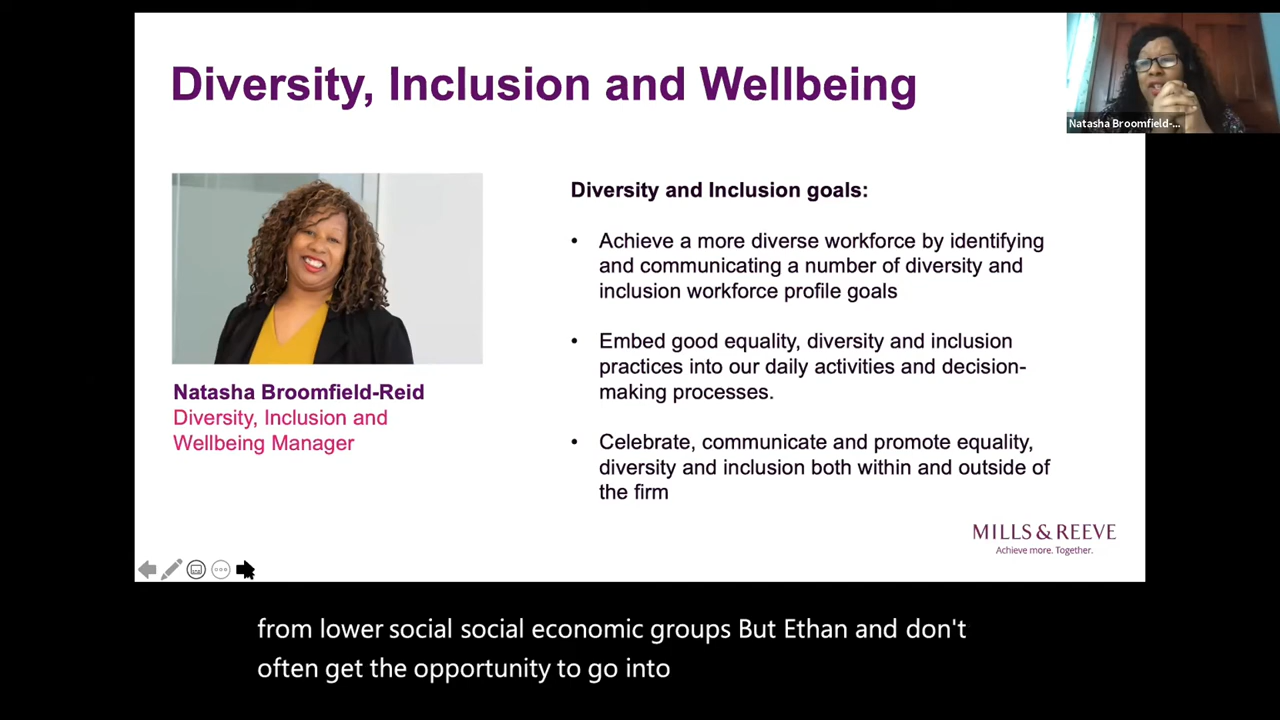 Diversity, Inclusion and Wellbeing
Natasha Broomfield-...
Diversity and Inclusion goals:
• Achieve a more diverse workforce by identifying
and communicating a number of diversity and
inclusion workforce profile goals
• Embed good equality, diversity and inclusion
practices into our daily activities and decision-
making processes.
• Celebrate, communicate and promote equality,
diversity and inclusion both within and outside of
the firm
Natasha Broomfield-Reid
Diversity, Inclusion and
Wellbeing Manager
MILLS & REEVE
Achieve more. Together.
from lower social social economic groups But Ethan and don't
often get the opportunity to go into